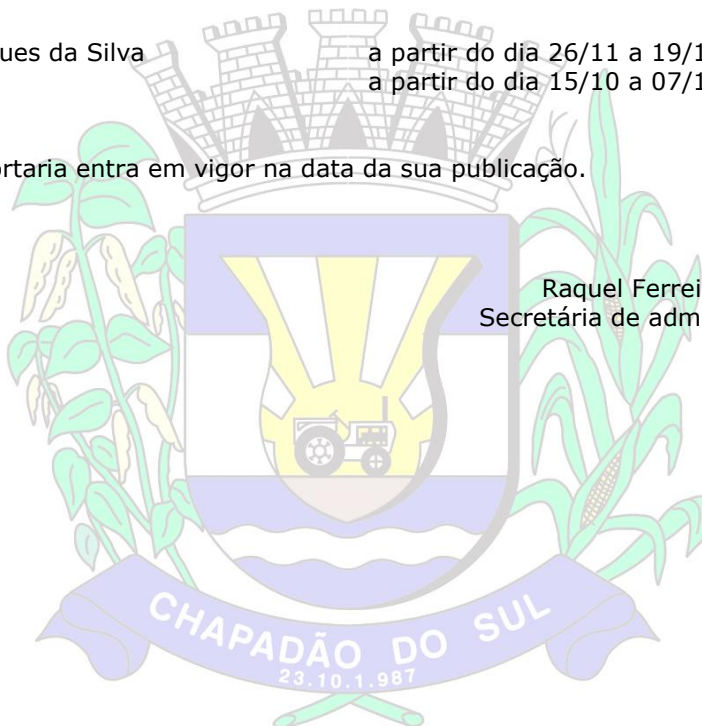 ues da Silva a partir do dia 26/11 a 19/1
a partir do dia 15/10 a 07/1
ortaria entra em vigor na data da sua publicação.
Raquel Ferrei
Secretária de adm
CHAPADÃO DO SUL
23.10.1.987